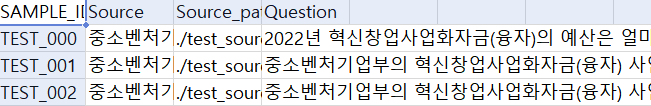 SAMPLE_II Source Source_pa Question
TEST_000 중소벤처기 ./test_sour 2022년 혁신창업사업화자금(융자)의 예산은 얼마
TEST_001 중소벤처기 ./test_sour 중소벤처기업부의 혁신창업사업화자금(융자) 사
TEST_002 중소벤처기 ./test_sour 중소벤처기업부의 혁신창업사업화자금(융자) 사